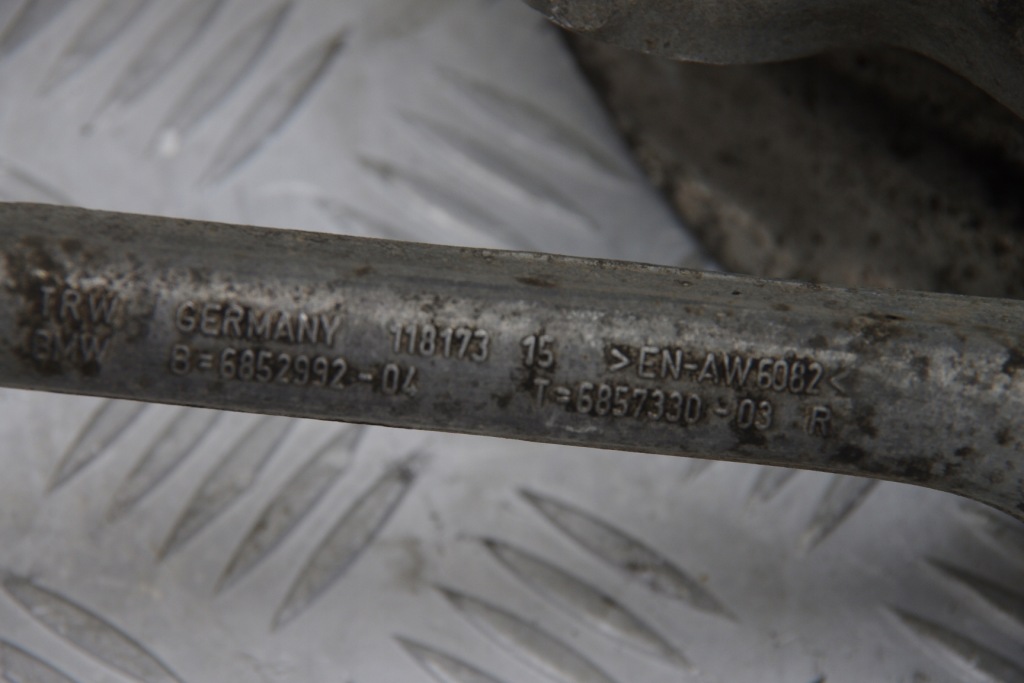 TRW GERMANY 118173 15 >EN-AW6082<
BMW B=6852992-04 T=6857330-03 R